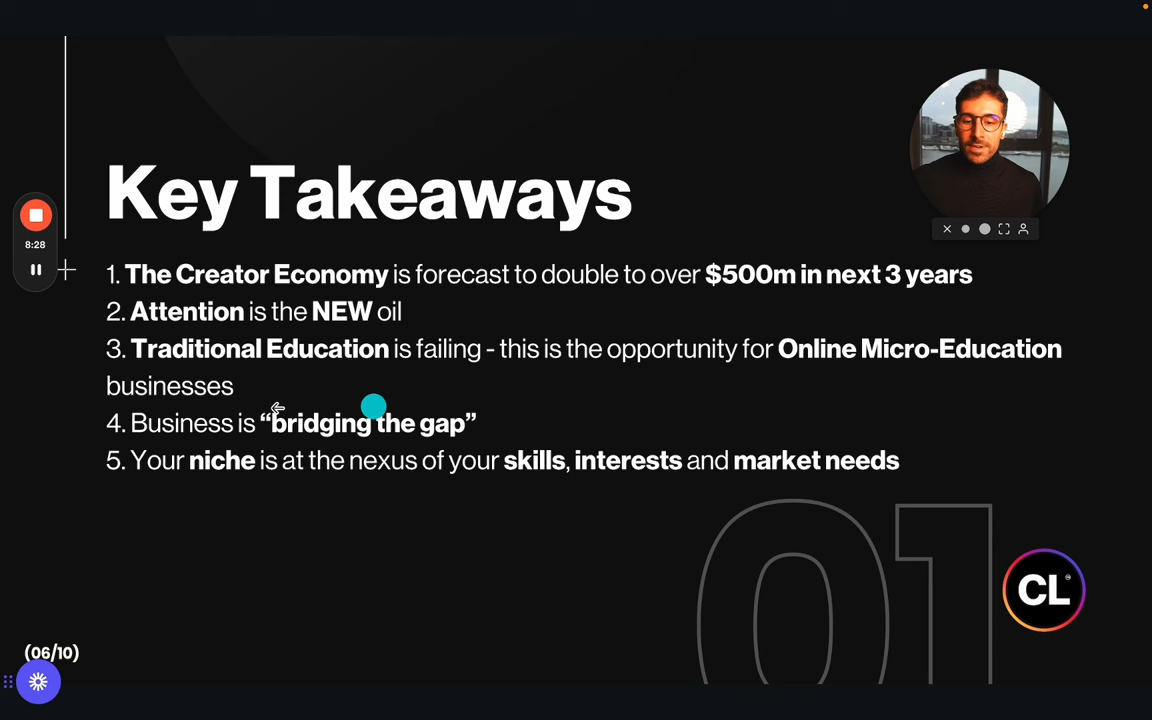 Key Takeaways
8:28
1. The Creator Economy is forecast to double to over $500m in next 3 years
2. Attention is the NEW oil
3. Traditional Education is failing - this is the opportunity for Online Micro-Education
businesses
4. Business is “bridging the gap”
5. Your niche is at the nexus of your skills, interests and market needs
01
CL
(06/10)